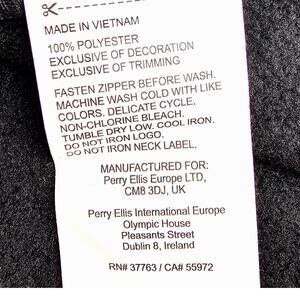 MADE IN VIETNAM
100% POLYESTER
EXCLUSIVE OF DECORATION
EXCLUSIVE OF TRIMMING
FASTEN ZIPPER BEFORE WASH.
MACHINE WASH COLD WITH LIKE
COLORS. DELICATE CYCLE,
NON-CHLORINE BLEACH.
TUMBLE DRY LOW. COOL IRON.
DO NOT IRON LOGO.
DO NOT IRON NECK LABEL.
MANUFACTURED FOR:
Perry Ellis Europe LTD,
CM8 3DJ, UK
Perry Ellis International Europe
Olympic House
Pleasants Street
Dublin 8, Ireland
RN# 37763 / CA# 55972